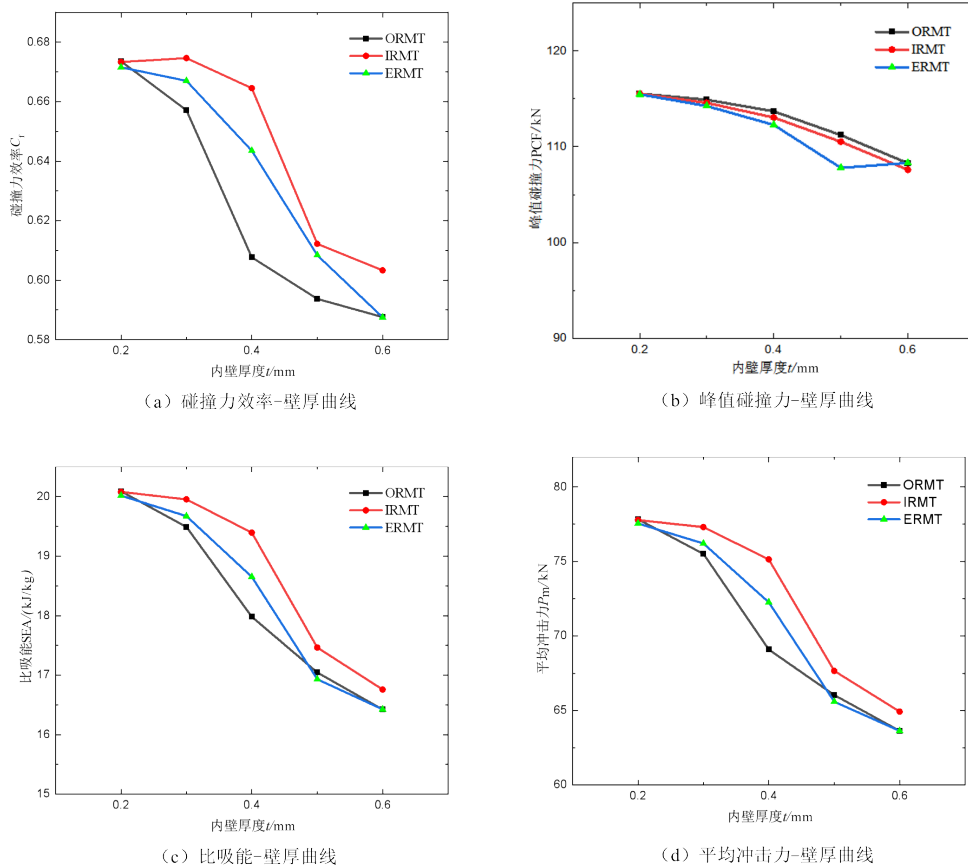 碰撞力效率Cf
0.68
0.66
0.64
0.62
0.60
0.58
ORMT
IRMT
ERMT
0.2
0.4
0.6
内壁厚度t/mm
(a) 碰撞力效率-壁厚曲线
峰值碰撞力PCF/kN
120
110
100
90
ORMT
IRMT
ERMT
0.2
0.4
0.6
内壁厚度t/mm
(b) 峰值碰撞力-壁厚曲线
比吸能SEA/(kJ/kg)
20
19
18
17
16
15
ORMT
IRMT
ERMT
0.2
0.4
0.6
内壁厚度t/mm
(c) 比吸能-壁厚曲线
平均冲击力Pm/kN
80
75
70
65
60
ORMT
IRMT
ERMT
0.2
0.4
0.6
内壁厚度t/mm
(d) 平均冲击力-壁厚曲线